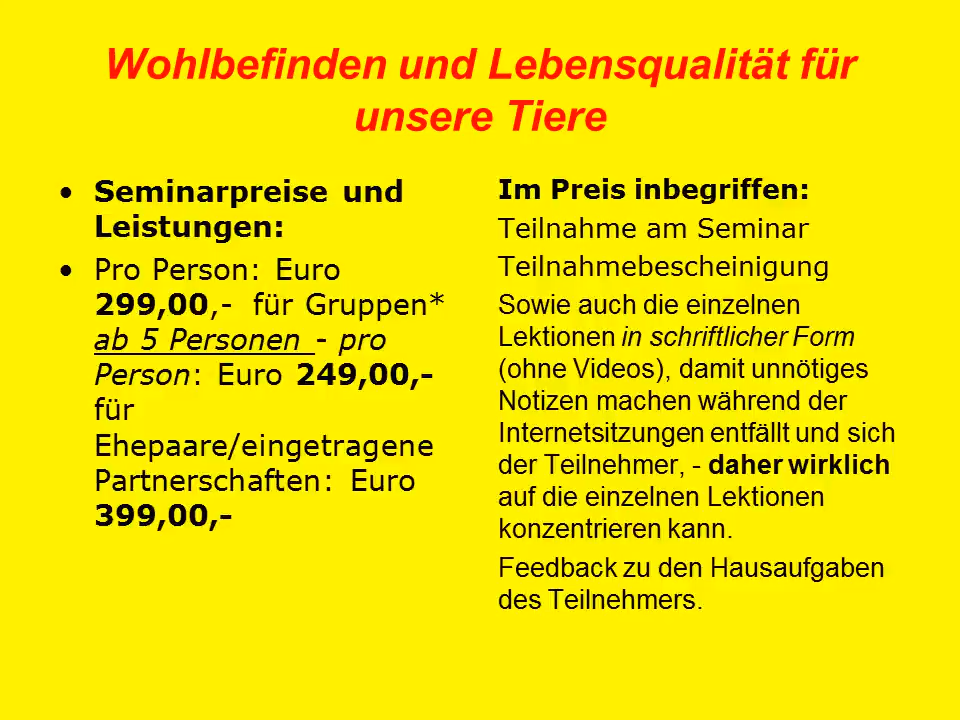 Wohlbefinden und Lebensqualität für
unsere Tiere
• Seminarpreise und
Leistungen:
• Pro Person: Euro
299,00,- für Gruppen*
ab 5 Personen - pro
Person: Euro 249,00,-
für
Ehepaare/eingetragene
Partnerschaften: Euro
399,00,-
Im Preis inbegriffen:
Teilnahme am Seminar
Teilnahmebescheinigung
Sowie auch die einzelnen
Lektionen in schriftlicher Form
(ohne Videos), damit unnötiges
Notizen machen während der
Internetsitzungen entfällt und sich
der Teilnehmer, - daher wirklich
auf die einzelnen Lektionen
konzentrieren kann.
Feedback zu den Hausaufgaben
des Teilnehmers.